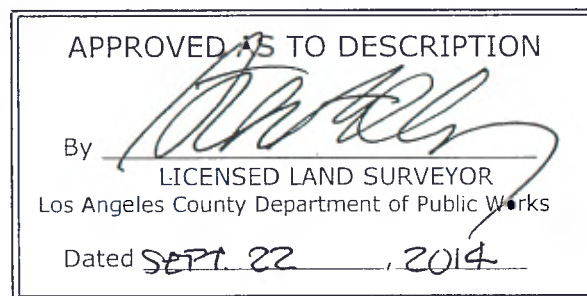 APPROVED AS TO DESCRIPTION
By
LICENSED LAND SURVEYOR
Los Angeles County Department of Public Works
Dated SEPT. 22, 2014